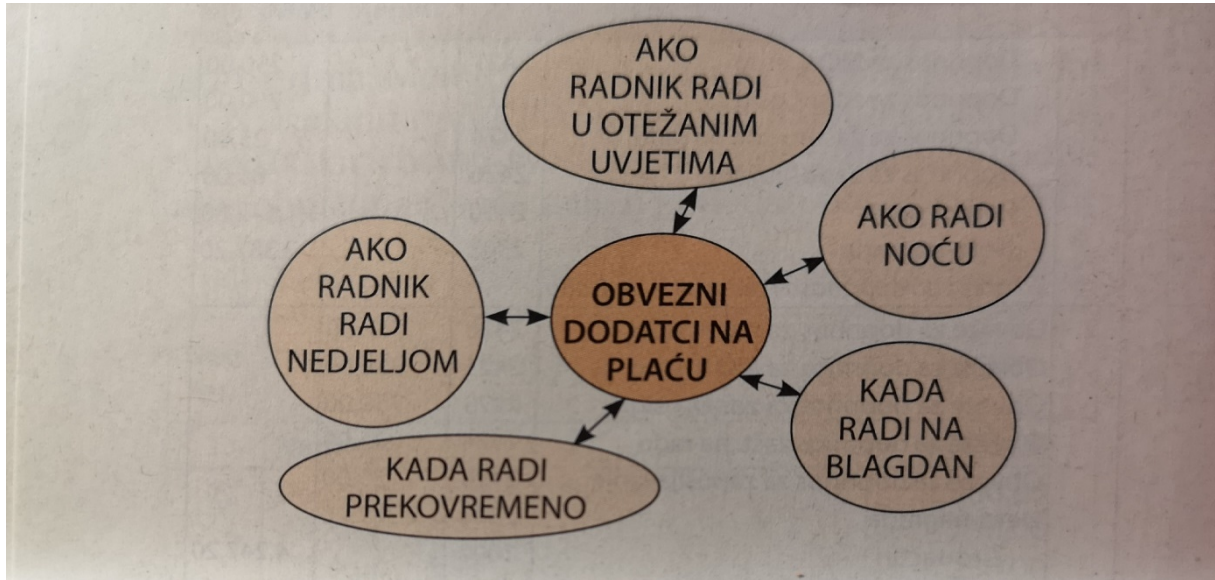 AKO
RADNIK RADI
U OTEŽANIM
UVJETIMA
AKO RADI
NOĆU
AKO
RADNIK
RADI
NEDJELJOM
OBVEZNI
DODATCI NA
PLAĆU
KADA
RADI NA
BLAGDAN
KADA RADI
PREKOVREMENO